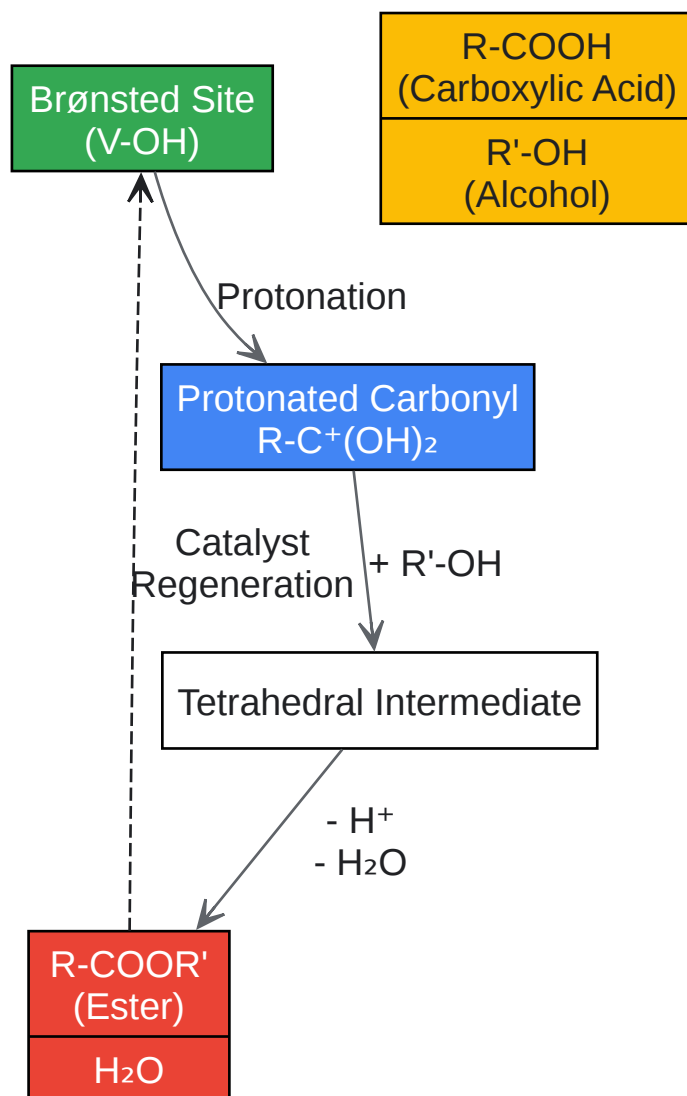 R-COOH
(Carboxylic Acid)
R'-OH
(Alcohol)
Brønsted Site
(V-OH)
Protonation
Protonated Carbonyl
R-C⁺(OH)₂
Catalyst
Regeneration
+ R'-OH
Tetrahedral Intermediate
- H⁺
- H₂O
R-COOR'
(Ester)
H₂O